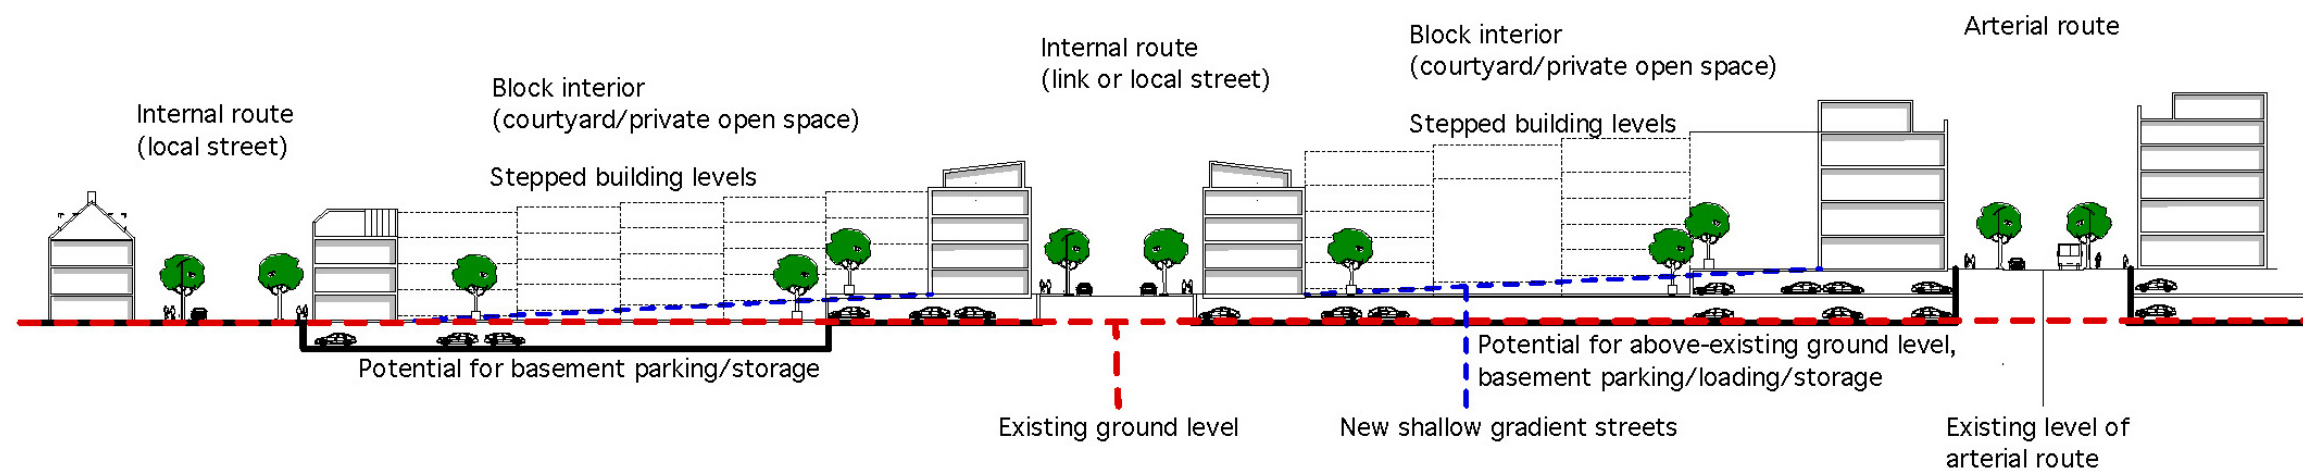 Internal route
(local street)
Block interior
(courtyard/private open space)
Stepped building levels
Internal route
(link or local street)
Block interior
(courtyard/private open space)
Stepped building levels
Arterial route
Potential for basement parking/storage
Potential for above-existing ground level,
basement parking/loading/storage
Existing ground level
New shallow gradient streets
Existing level of
arterial route